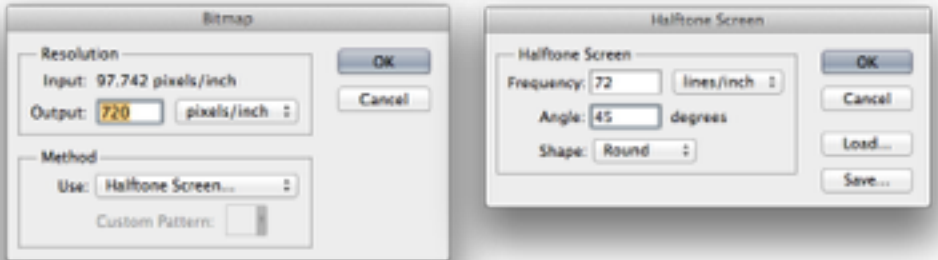 Bitmap
Resolution
Input: 97.742 pixels/inch
Output: 720 pixels/inch
OK
Cancel
Method
Use: Halftone Screen...
Custom Pattern:
Halftone Screen
Halftone Screen
Frequency: 72 lines/inch
Angle: 45 degrees
Shape: Round
OK
Cancel
Load...
Save...